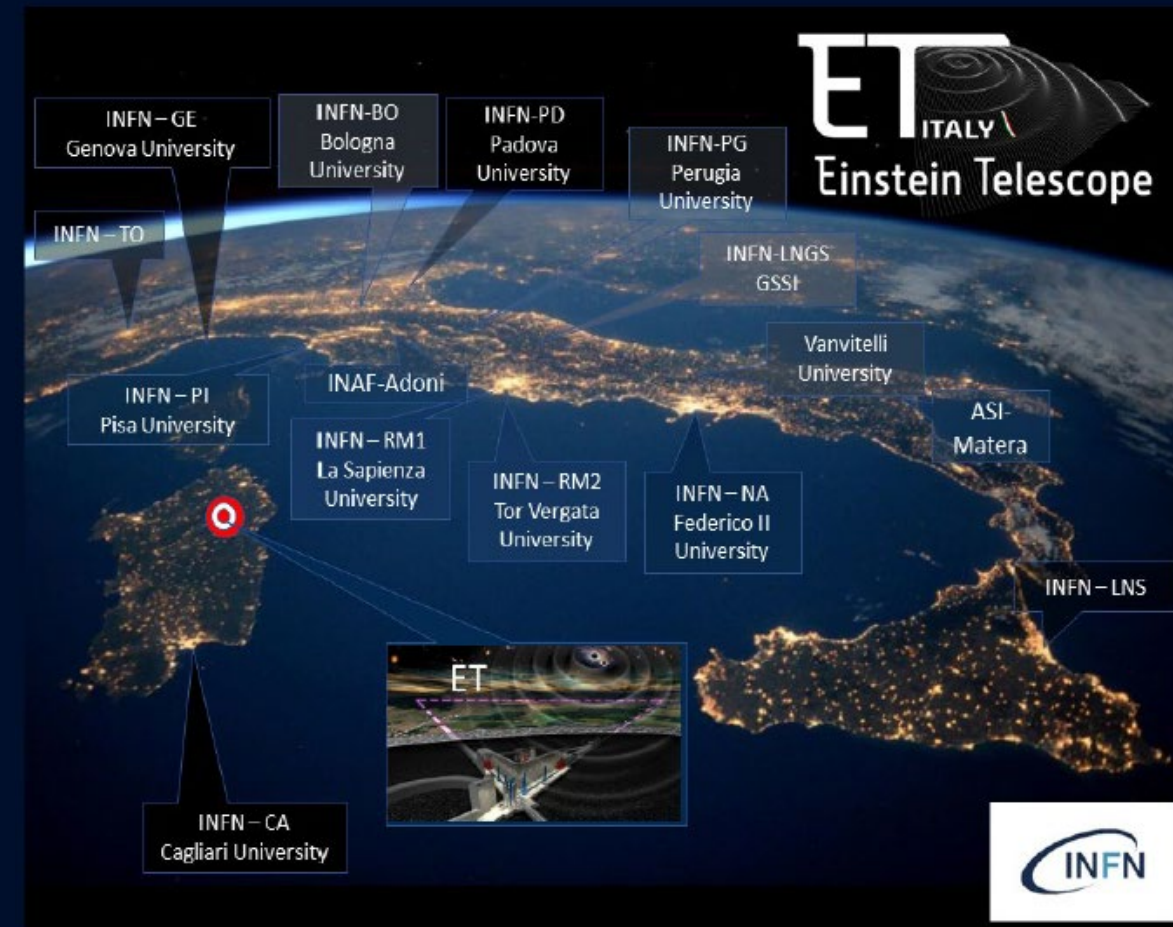 ET
ITALY
Einstein Telescope
INFN – GE
Genova University
INFN-BO
Bologna
University
INFN-PD
Padova
University
INFN-PG
Perugia
University
INFN – TO
INFN-LNGS
GSSI
Vanvitelli
University
INFN – PI
Pisa University
INAF-Adoni
ASI-
Matera
INFN – RM1
La Sapienza
University
INFN – RM2
Tor Vergata
University
INFN – NA
Federico II
University
INFN – LNS
ET
INFN – CA
Cagliari University
INFN